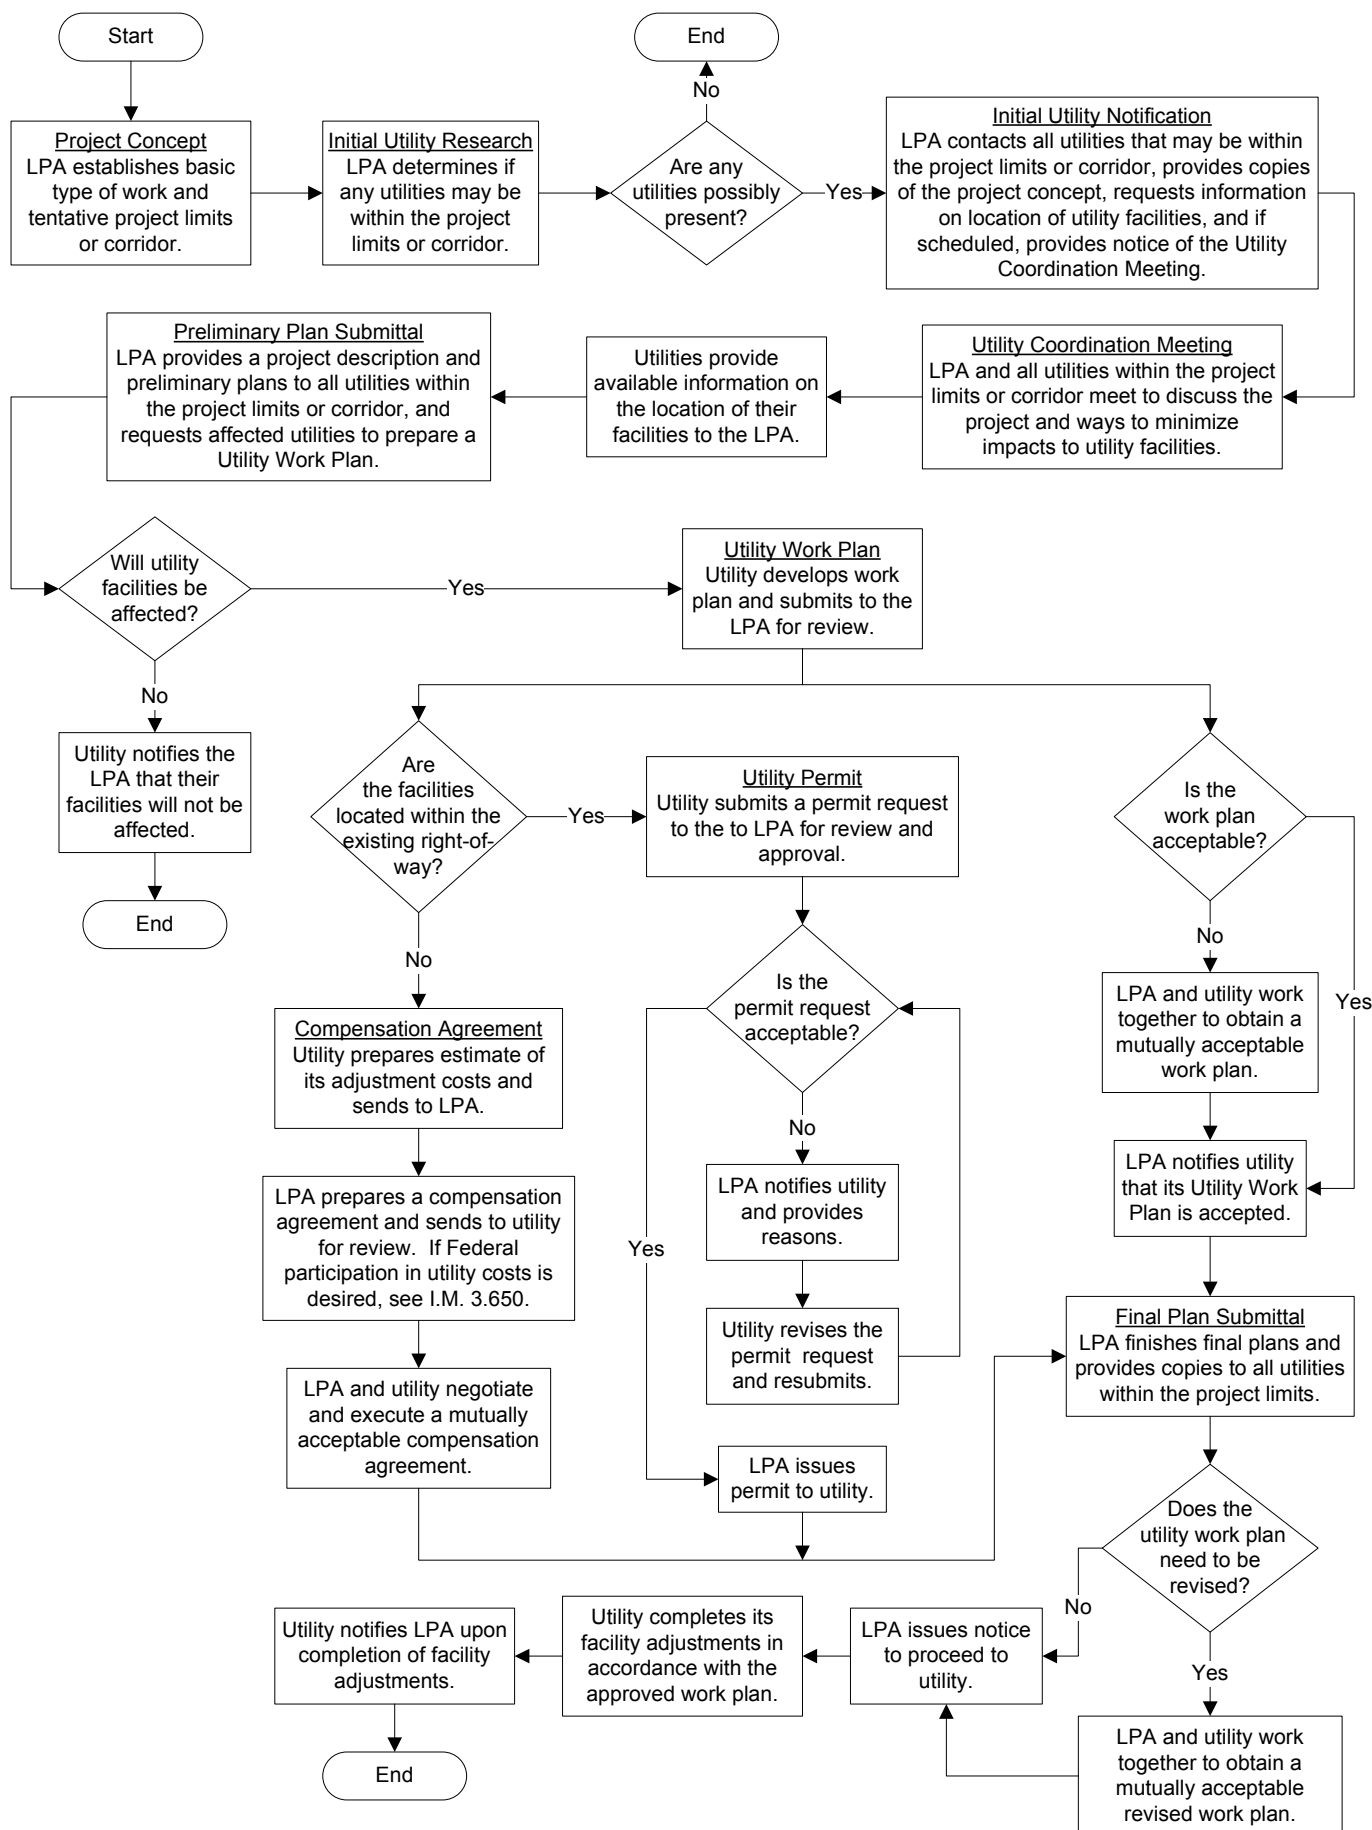 Start
End
No
Project Concept
LPA establishes basic
type of work and
tentative project limits
or corridor.
Initial Utility Research
LPA determines if
any utilities may be
within the project
limits or corridor.
Are any
utilities possibly
present?
Yes
Initial Utility Notification
LPA contacts all utilities that may be within
the project limits or corridor, provides copies
of the project concept, requests information
on location of utility facilities, and if
scheduled, provides notice of the Utility
Coordination Meeting.
Utility Coordination Meeting
LPA and all utilities within the project
limits or corridor meet to discuss the
project and ways to minimize
impacts to utility facilities.
Utilities provide
available information on
the location of their
facilities to the LPA.
Preliminary Plan Submittal
LPA provides a project description and
preliminary plans to all utilities within
the project limits or corridor, and
requests affected utilities to prepare a
Utility Work Plan.
Will utility
facilities be
affected?
Yes
Utility Work Plan
Utility develops work
plan and submits to the
LPA for review.
No
Utility notifies the
LPA that their
facilities will not be
affected.
End
Are
the facilities
located within the
existing right-of-
way?
Yes
Utility Permit
Utility submits a permit request
to the to LPA for review and
approval.
Is the
work plan
acceptable?
No
Yes
LPA and utility work
together to obtain a
mutually acceptable
work plan.
LPA notifies utility
that its Utility Work
Plan is accepted.
No
Compensation Agreement
Utility prepares estimate of
its adjustment costs and
sends to LPA.
LPA prepares a compensation
agreement and sends to utility
for review.  If Federal
participation in utility costs is
desired, see I.M. 3.650.
LPA and utility negotiate
and execute a mutually
acceptable compensation
agreement.
Is the
permit request
acceptable?
No
LPA notifies utility
and provides
reasons.
Utility revises the
permit  request
and resubmits.
Yes
LPA issues
permit to utility.
Final Plan Submittal
LPA finishes final plans and
provides copies to all utilities
within the project limits.
Does the
utility work plan
need to be
revised?
No
Yes
LPA and utility work
together to obtain a
mutually acceptable
revised work plan.
LPA issues notice
to proceed to
utility.
Utility completes its
facility adjustments in
accordance with the
approved work plan.
Utility notifies LPA upon
completion of facility
adjustments.
End